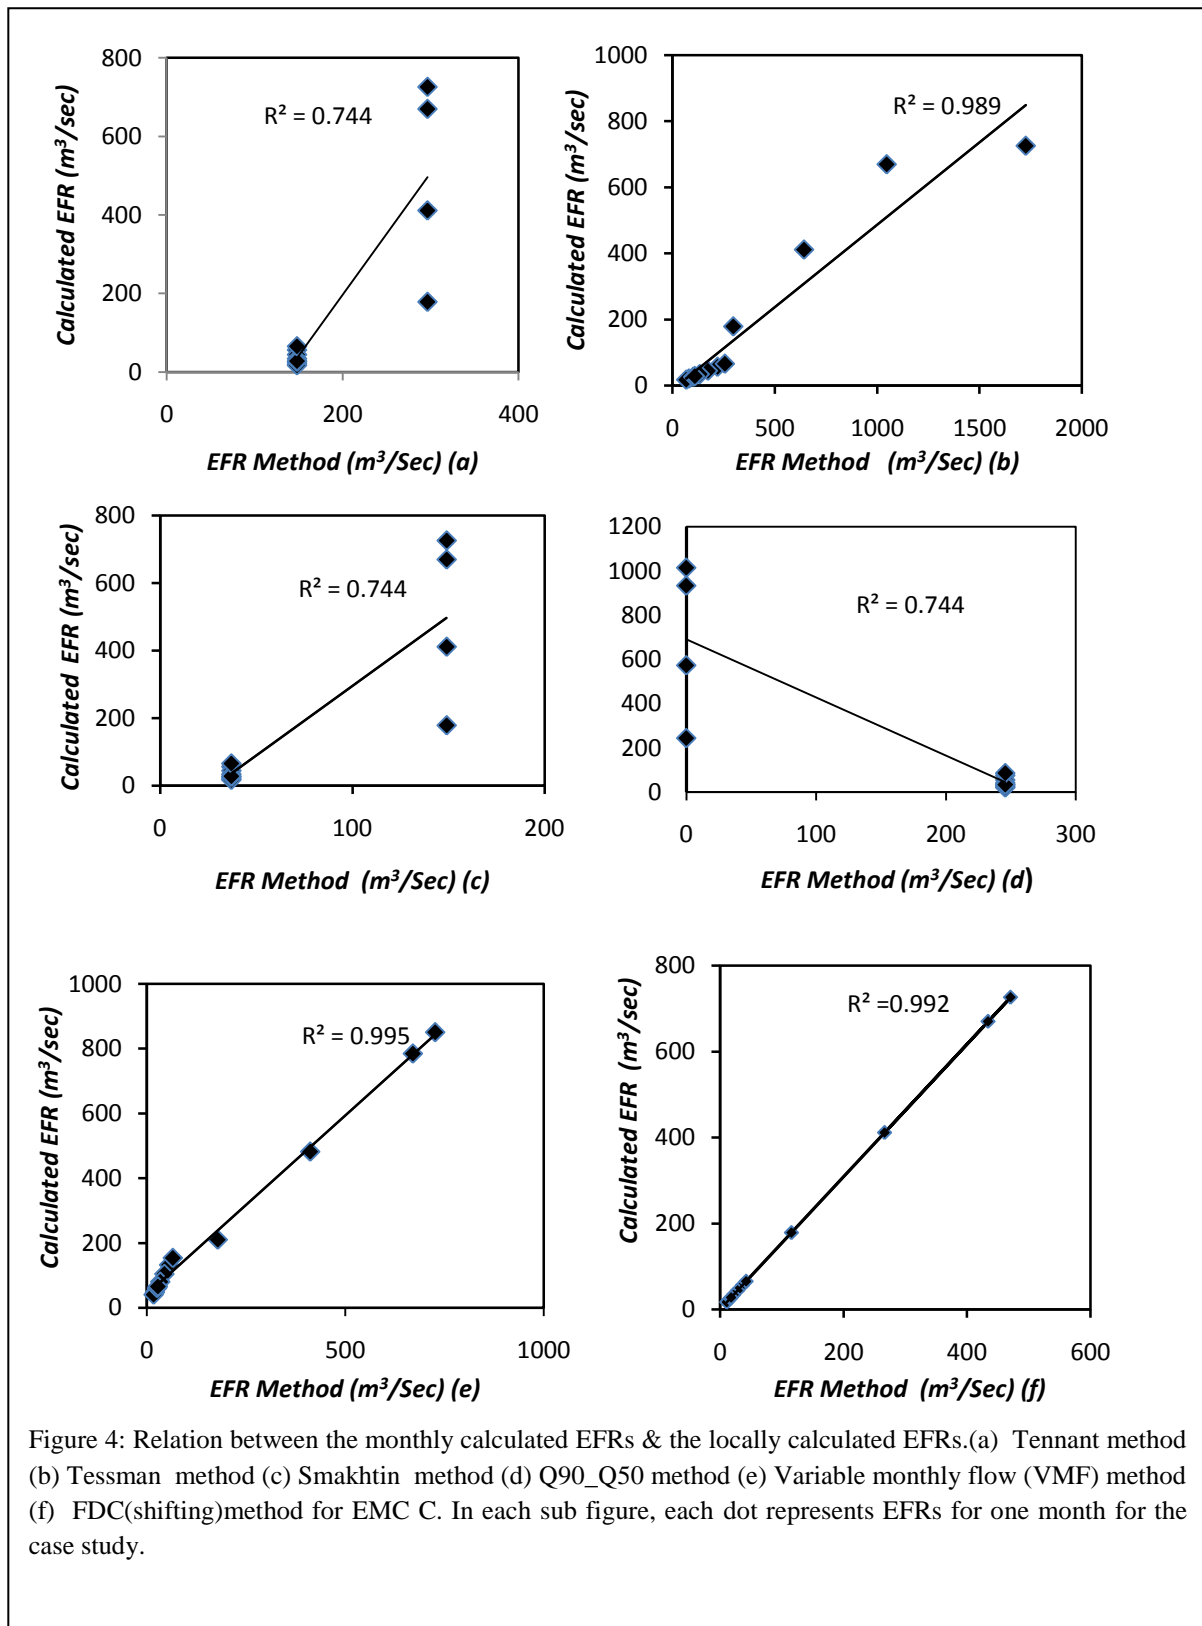 800
600
400
200
0
0
200
400
Calculated EFR (m³/sec)
R² = 0.744
EFR Method (m³/Sec) (a)
1000
800
600
400
200
0
0
500
1000
1500
2000
Calculated EFR (m³/sec)
R² = 0.989
EFR Method (m³/Sec) (b)
800
600
400
200
0
0
100
200
Calculated EFR (m³/sec)
R² = 0.744
EFR Method (m³/Sec) (c)
1200
1000
800
600
400
200
0
0
100
200
300
R² = 0.744
EFR Method (m³/Sec) (d)
1000
800
600
400
200
0
0
500
1000
Calculated EFR (m³/sec)
R² = 0.995
EFR Method (m³/Sec) (e)
800
600
400
200
0
0
200
400
600
Calculated EFR (m³/sec)
R² =0.992
EFR Method (m³/Sec) (f)
Figure 4: Relation between the monthly calculated EFRs & the locally calculated EFRs.(a) Tennant method
(b) Tessman method (c) Smakhtin method (d) Q90_Q50 method (e) Variable monthly flow (VMF) method
(f) FDC(shifting)method for EMC C. In each sub figure, each dot represents EFRs for one month for the
case study.